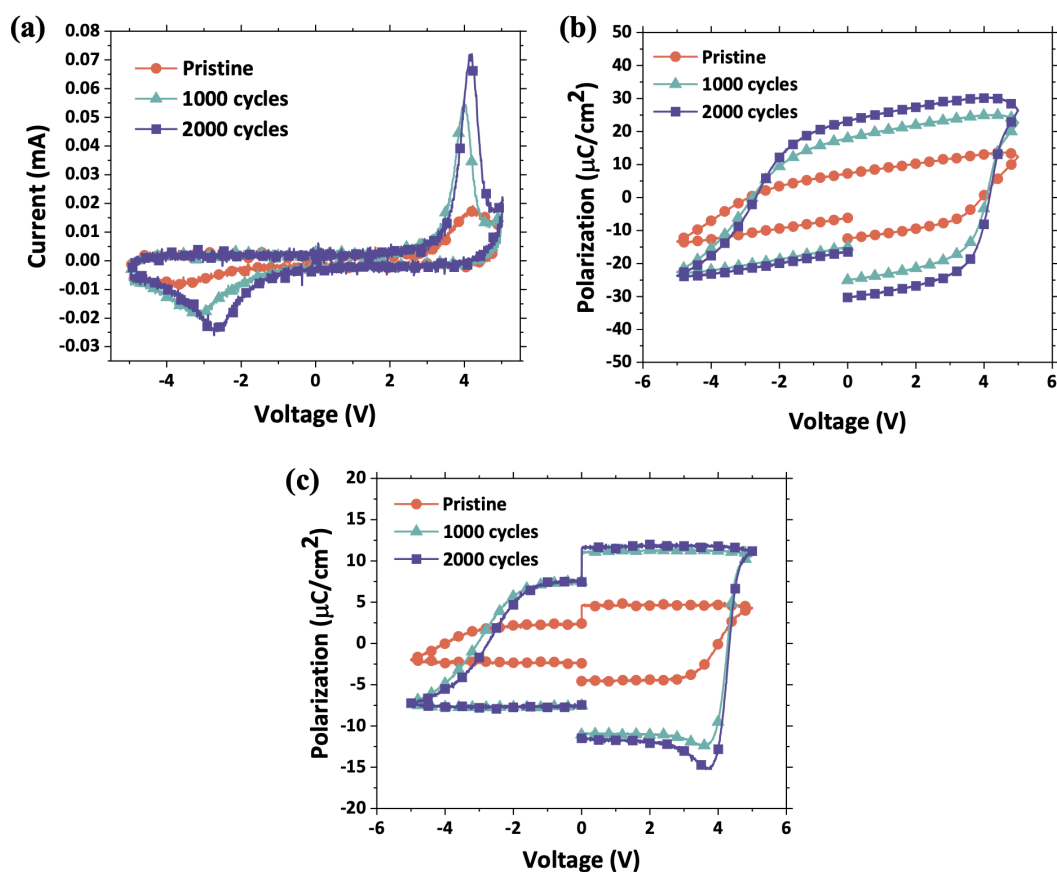 (a)
0.08
0.07
0.06
0.05
0.04
0.03
0.02
0.01
0.00
-0.01
-0.02
-0.03
Current (mA)
Pristine
1000 cycles
2000 cycles
-4 -2 0 2 4
Voltage (V)
(b)
50
40
30
20
10
0
-10
-20
-30
-40
-50
Polarization (μC/cm²)
Pristine
1000 cycles
2000 cycles
-6 -4 -2 0 2 4 6
Voltage (V)
(c)
20
15
10
5
0
-5
-10
-15
-20
Polarization (μC/cm²)
Pristine
1000 cycles
2000 cycles
-6 -4 -2 0 2 4 6
Voltage (V)